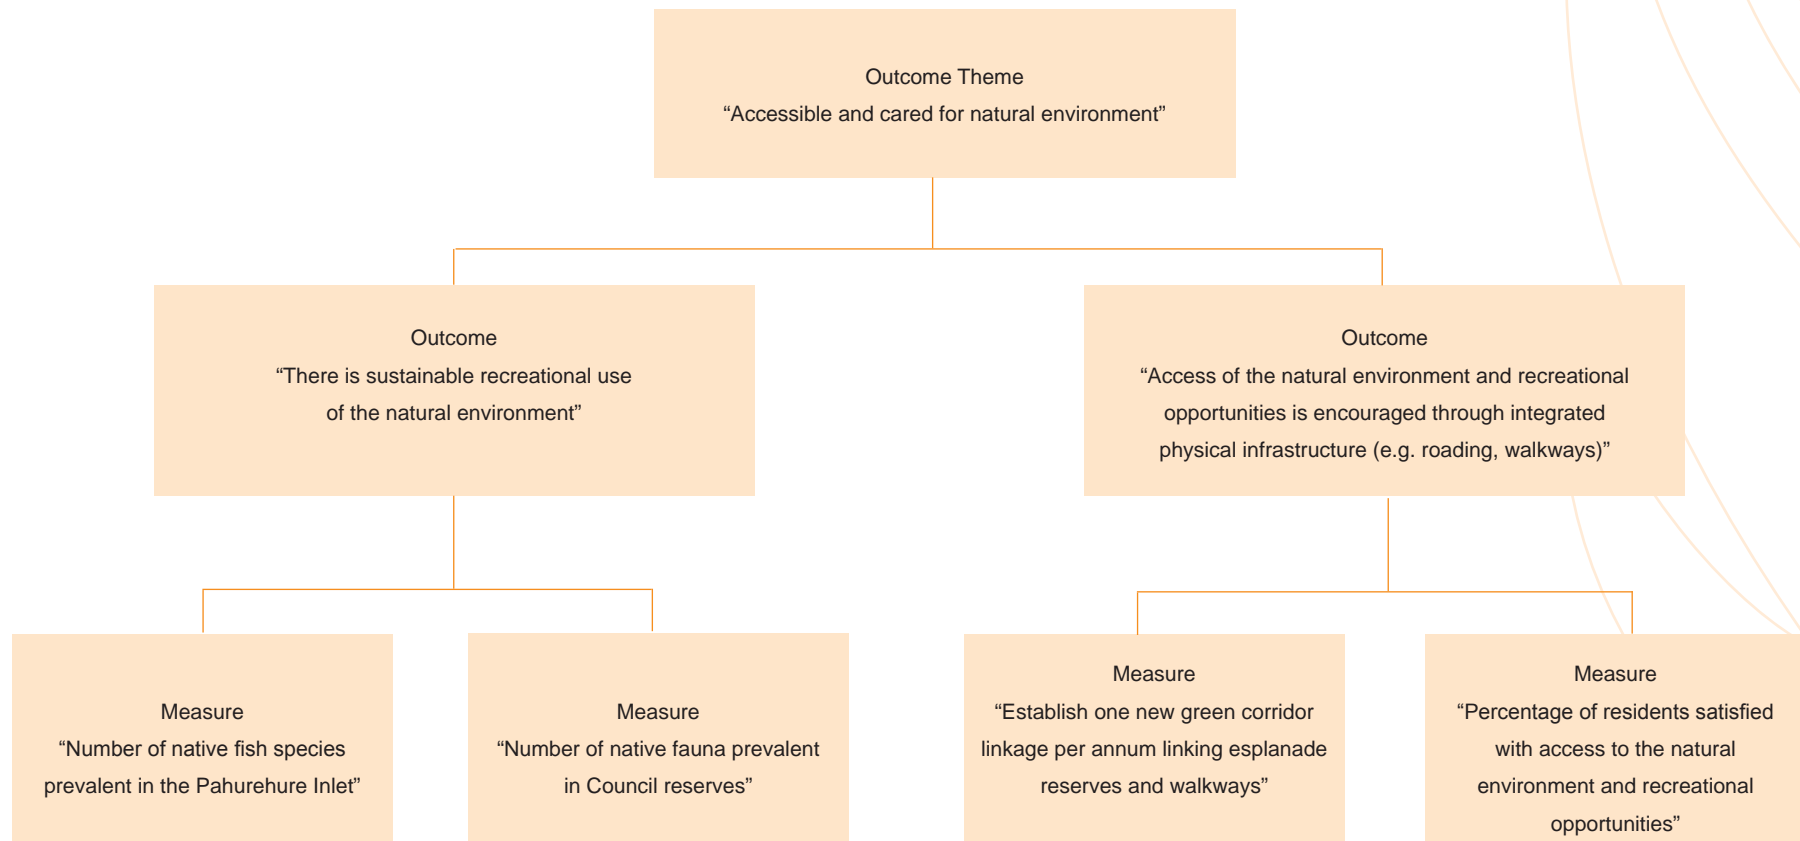 Outcome Theme
“Accessible and cared for natural environment”
Outcome
“There is sustainable recreational use
of the natural environment”
Outcome
“Access of the natural environment and recreational
opportunities is encouraged through integrated
physical infrastructure (e.g. roading, walkways)”
Measure
“Number of native fish species
prevalent in the Pahurehure Inlet”
Measure
“Number of native fauna prevalent
in Council reserves”
Measure
“Establish one new green corridor
linkage per annum linking esplanade
reserves and walkways”
Measure
“Percentage of residents satisfied
with access to the natural
environment and recreational
opportunities”